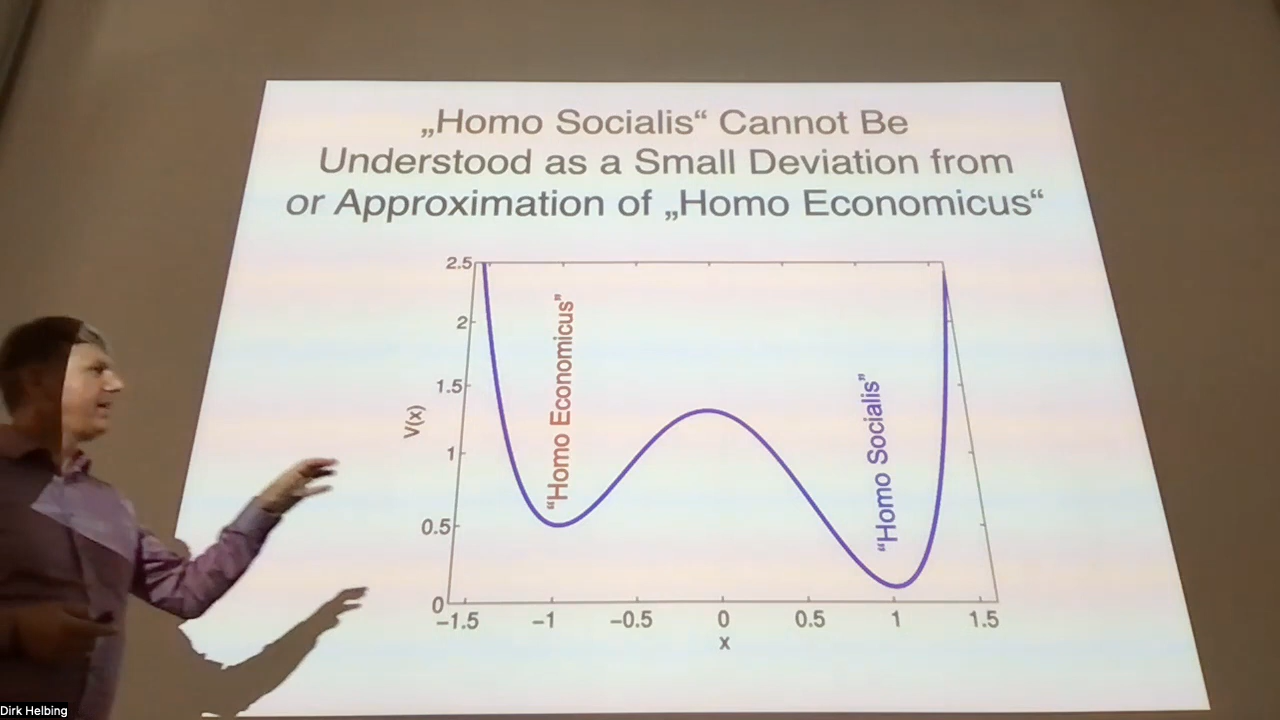 „Homo Socialis“ Cannot Be
Understood as a Small Deviation from
or Approximation of „Homo Economicus“
2.5
2
1.5
1
0.5
0
V(x)
“Homo Economicus”
“Homo Socialis”
−1.5 −1 −0.5 0 0.5 1 1.5
x
Dirk Helbing